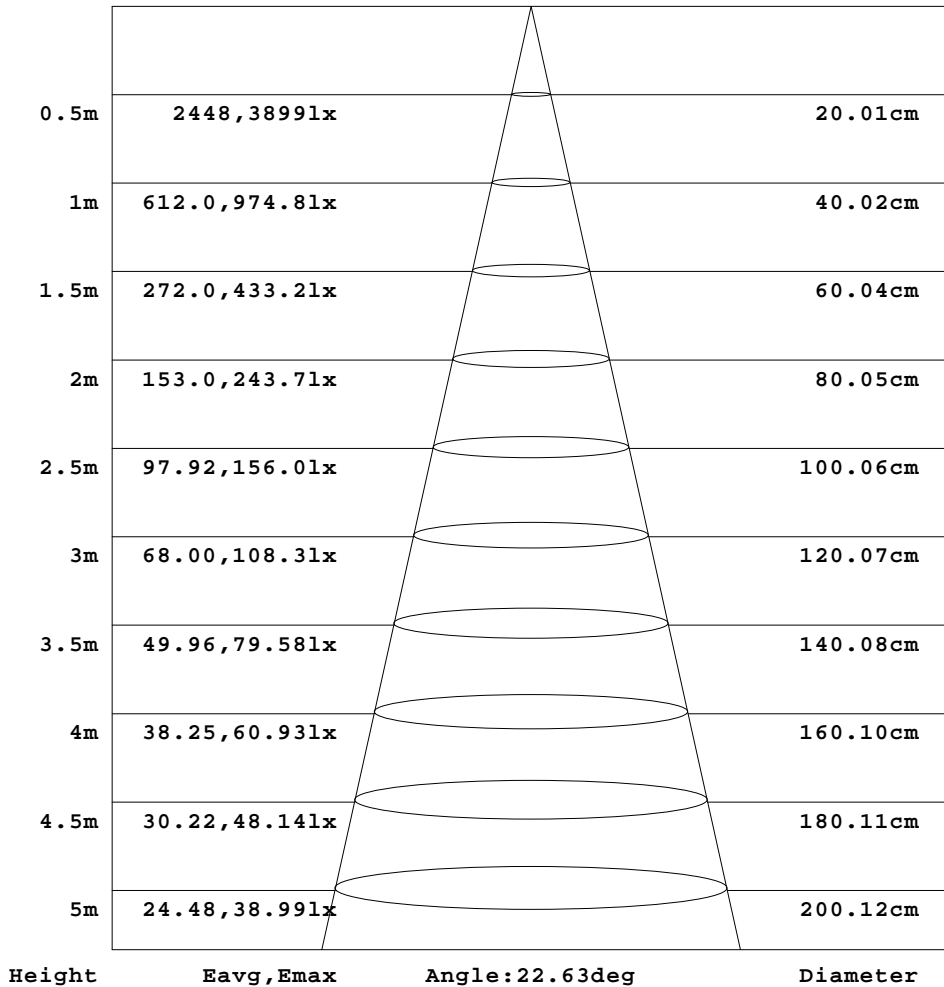 0.5m 2448,3899lx 20.01cm
1m 612.0,974.8lx 40.02cm
1.5m 272.0,433.2lx 60.04cm
2m 153.0,243.7lx 80.05cm
2.5m 97.92,156.0lx 100.06cm
3m 68.00,108.3lx 120.07cm
3.5m 49.96,79.58lx 140.08cm
4m 38.25,60.93lx 160.10cm
4.5m 30.22,48.14lx 180.11cm
5m 24.48,38.99lx 200.12cm
Height Eavg,Emax Angle:22.63deg Diameter